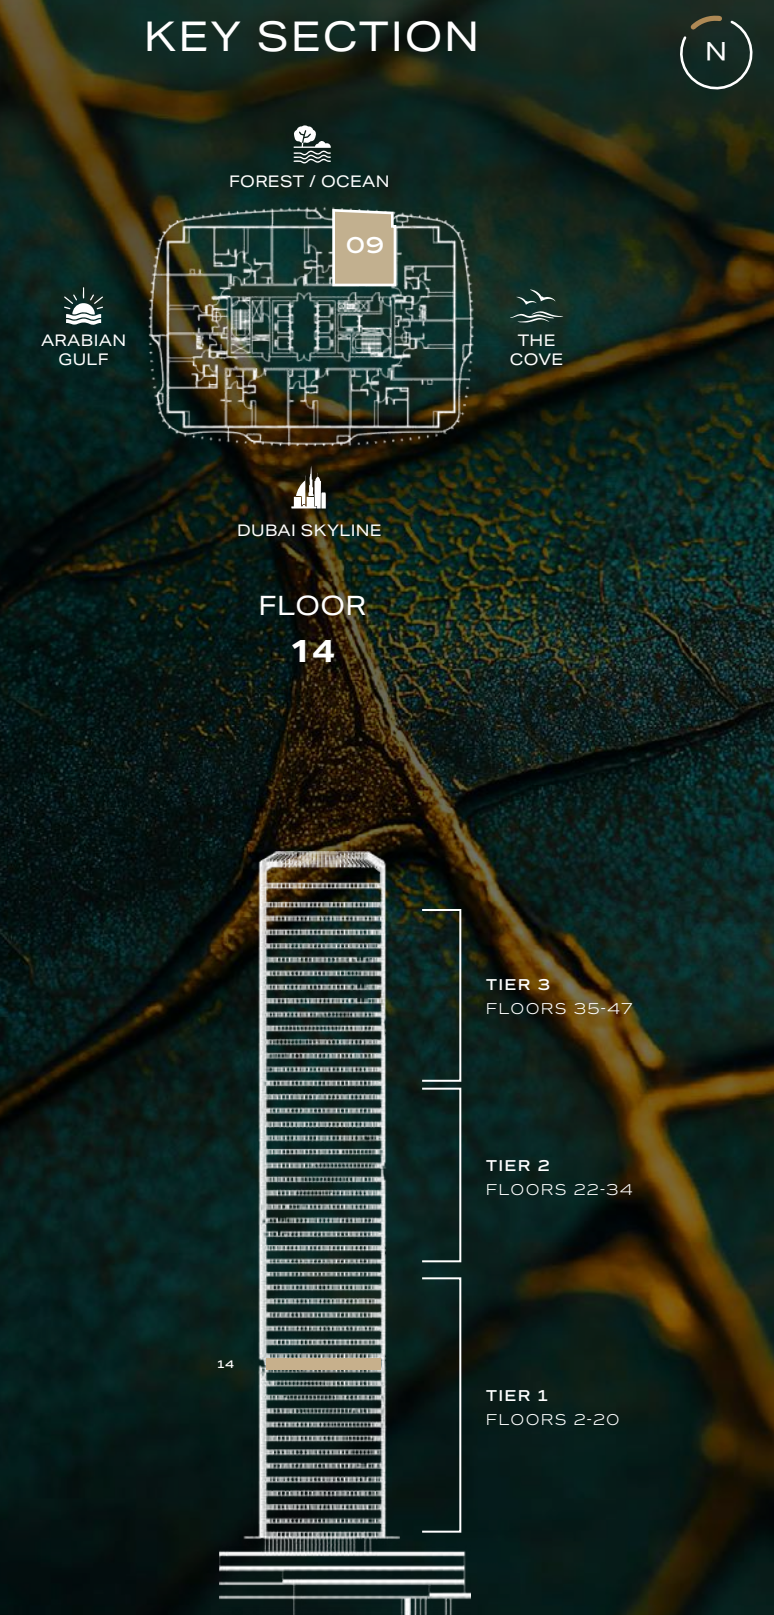 KEY SECTION
N
FOREST / OCEAN
09
ARABIAN
GULF
THE
COVE
DUBAI SKYLINE
FLOOR
14
TIER 3
FLOORS 35-47
TIER 2
FLOORS 22-34
14
TIER 1
FLOORS 2-20